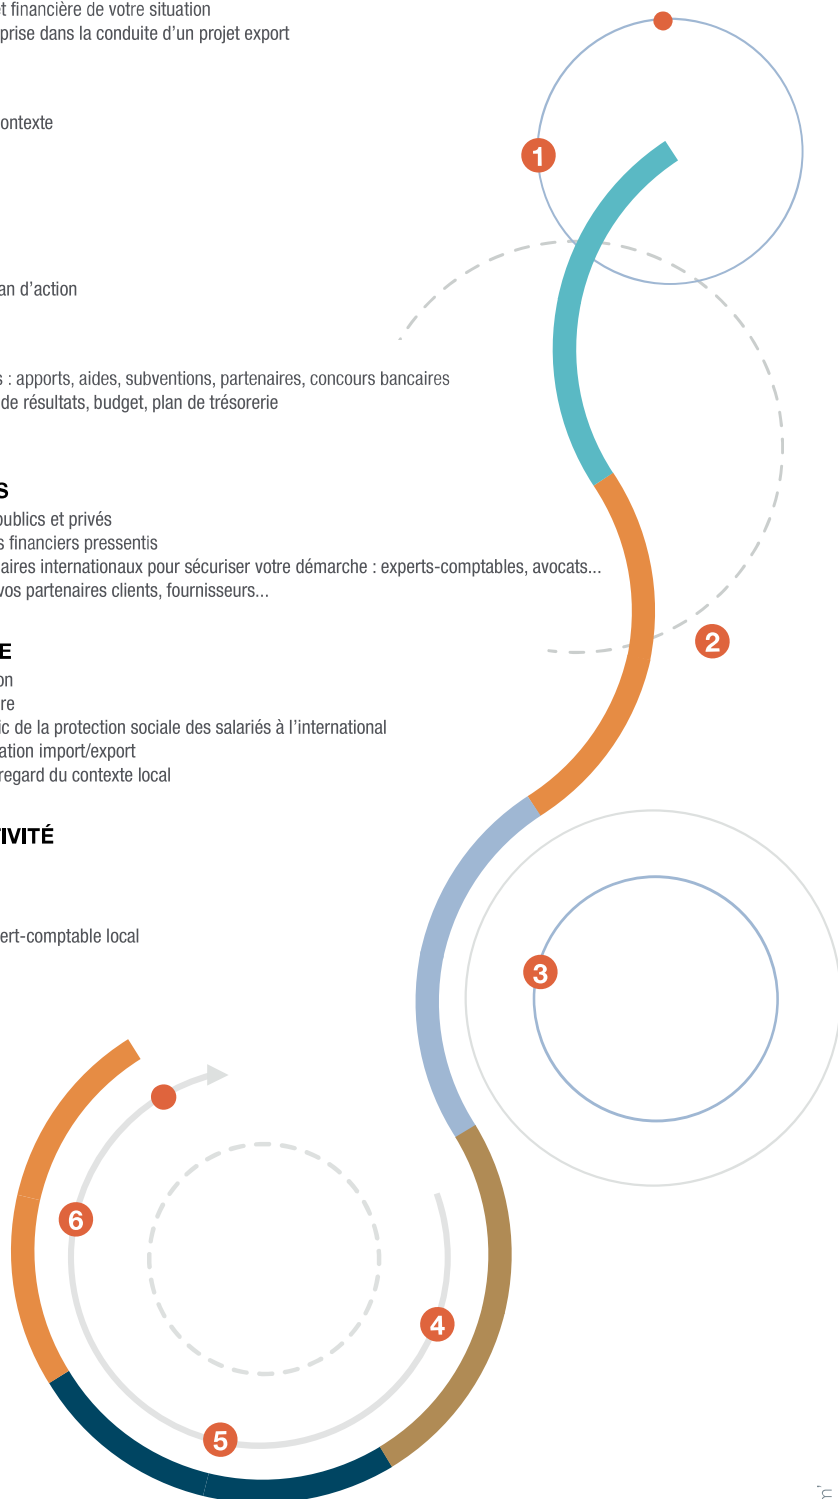 t financière de votre situation
prise dans la conduite d’un projet export
ontexte
1
an d’action
s : apports, aides, subventions, partenaires, concours bancaires
de résultats, budget, plan de trésorerie
S
publics et privés
s financiers pressentis
aires internationaux pour sécuriser votre démarche : experts-comptables, avocats...
vos partenaires clients, fournisseurs...
2
E
on
re
ic de la protection sociale des salariés à l’international
ation import/export
regard du contexte local
TIVITÉ
ert-comptable local
3
6
4
5